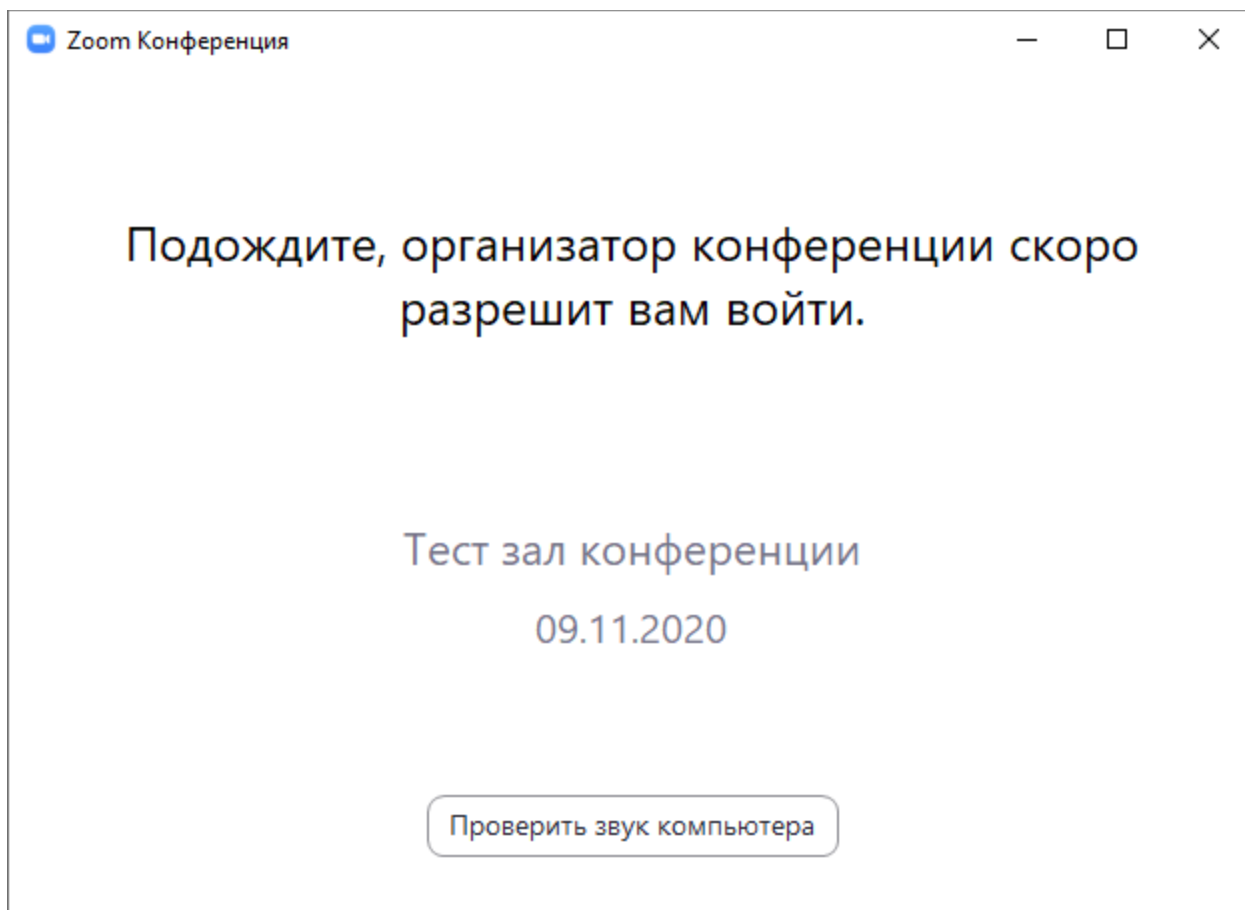 Zoom Конференция
Подождите, организатор конференции скоро
разрешит вам войти.
Тест зал конференции
09.11.2020
Проверить звук компьютера